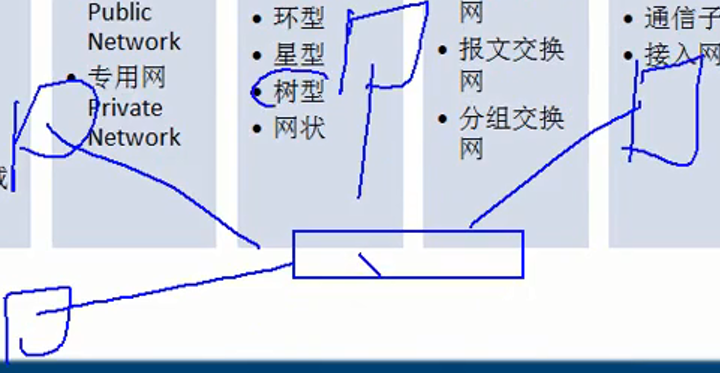 Public
Network
专用网
Private
Network
环型
星型
树型
网状
网
报文交换
网
分组交换
网
通信子
接入网